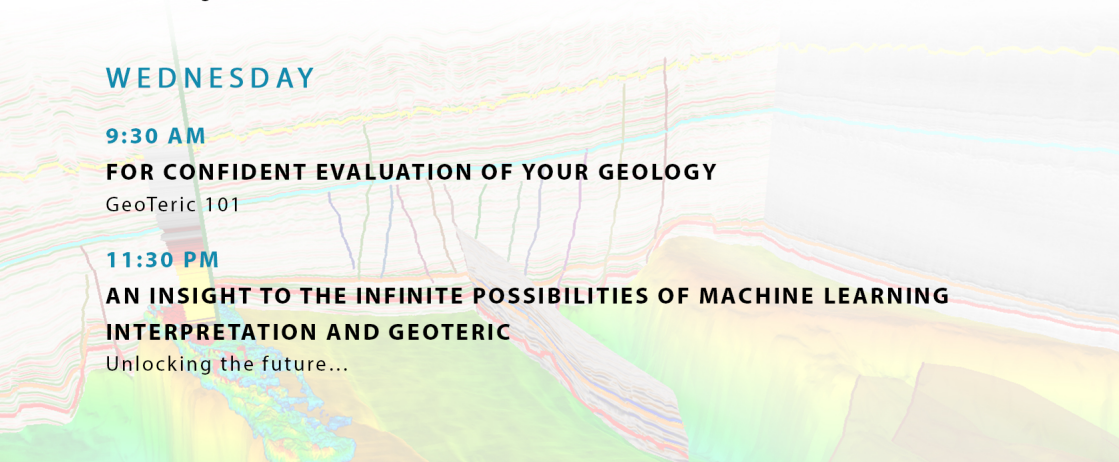 WEDNESDAY
9:30 AM
FOR CONFIDENT EVALUATION OF YOUR GEOLOGY
GeoTeric 101
11:30 PM
AN INSIGHT TO THE INFINITE POSSIBILITIES OF MACHINE LEARNING
INTERPRETATION AND GEOTERIC
Unlocking the future...